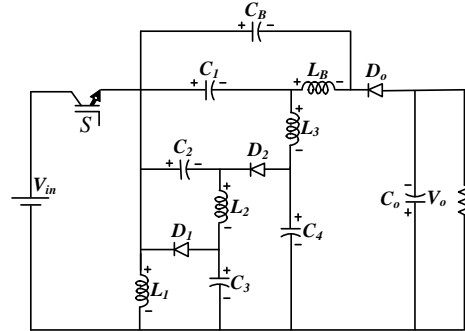 + C_B −
+ C_1 −
+ L_B −
D_o
S
+ L_3 −
+ C_2 −
D_2
V_in
+ L_2 −
− C_o +
V_o
D_1
+ C_4 −
+ L_1 −
+ C_3 −